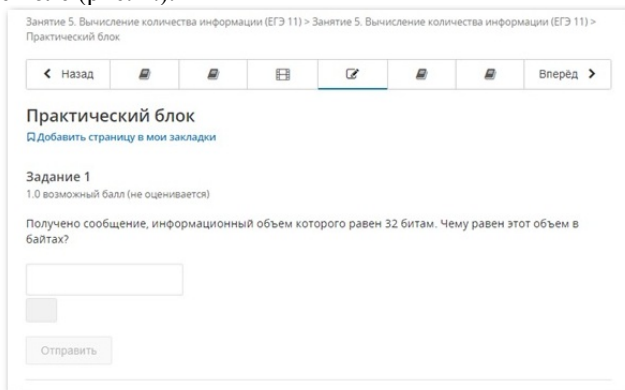 Занятие 5. Вычисление количества информации (ЕГЭ 11) > Занятие 5. Вычисление количества информации (ЕГЭ 11) >
Практический блок
Назад
Вперёд
Практический блок
Добавить страницу в мои закладки
Задание 1
1.0 возможный балл (не оценивается)
Получено сообщение, информационный объем которого равен 32 битам. Чему равен этот объем в
байтах?
Отправить